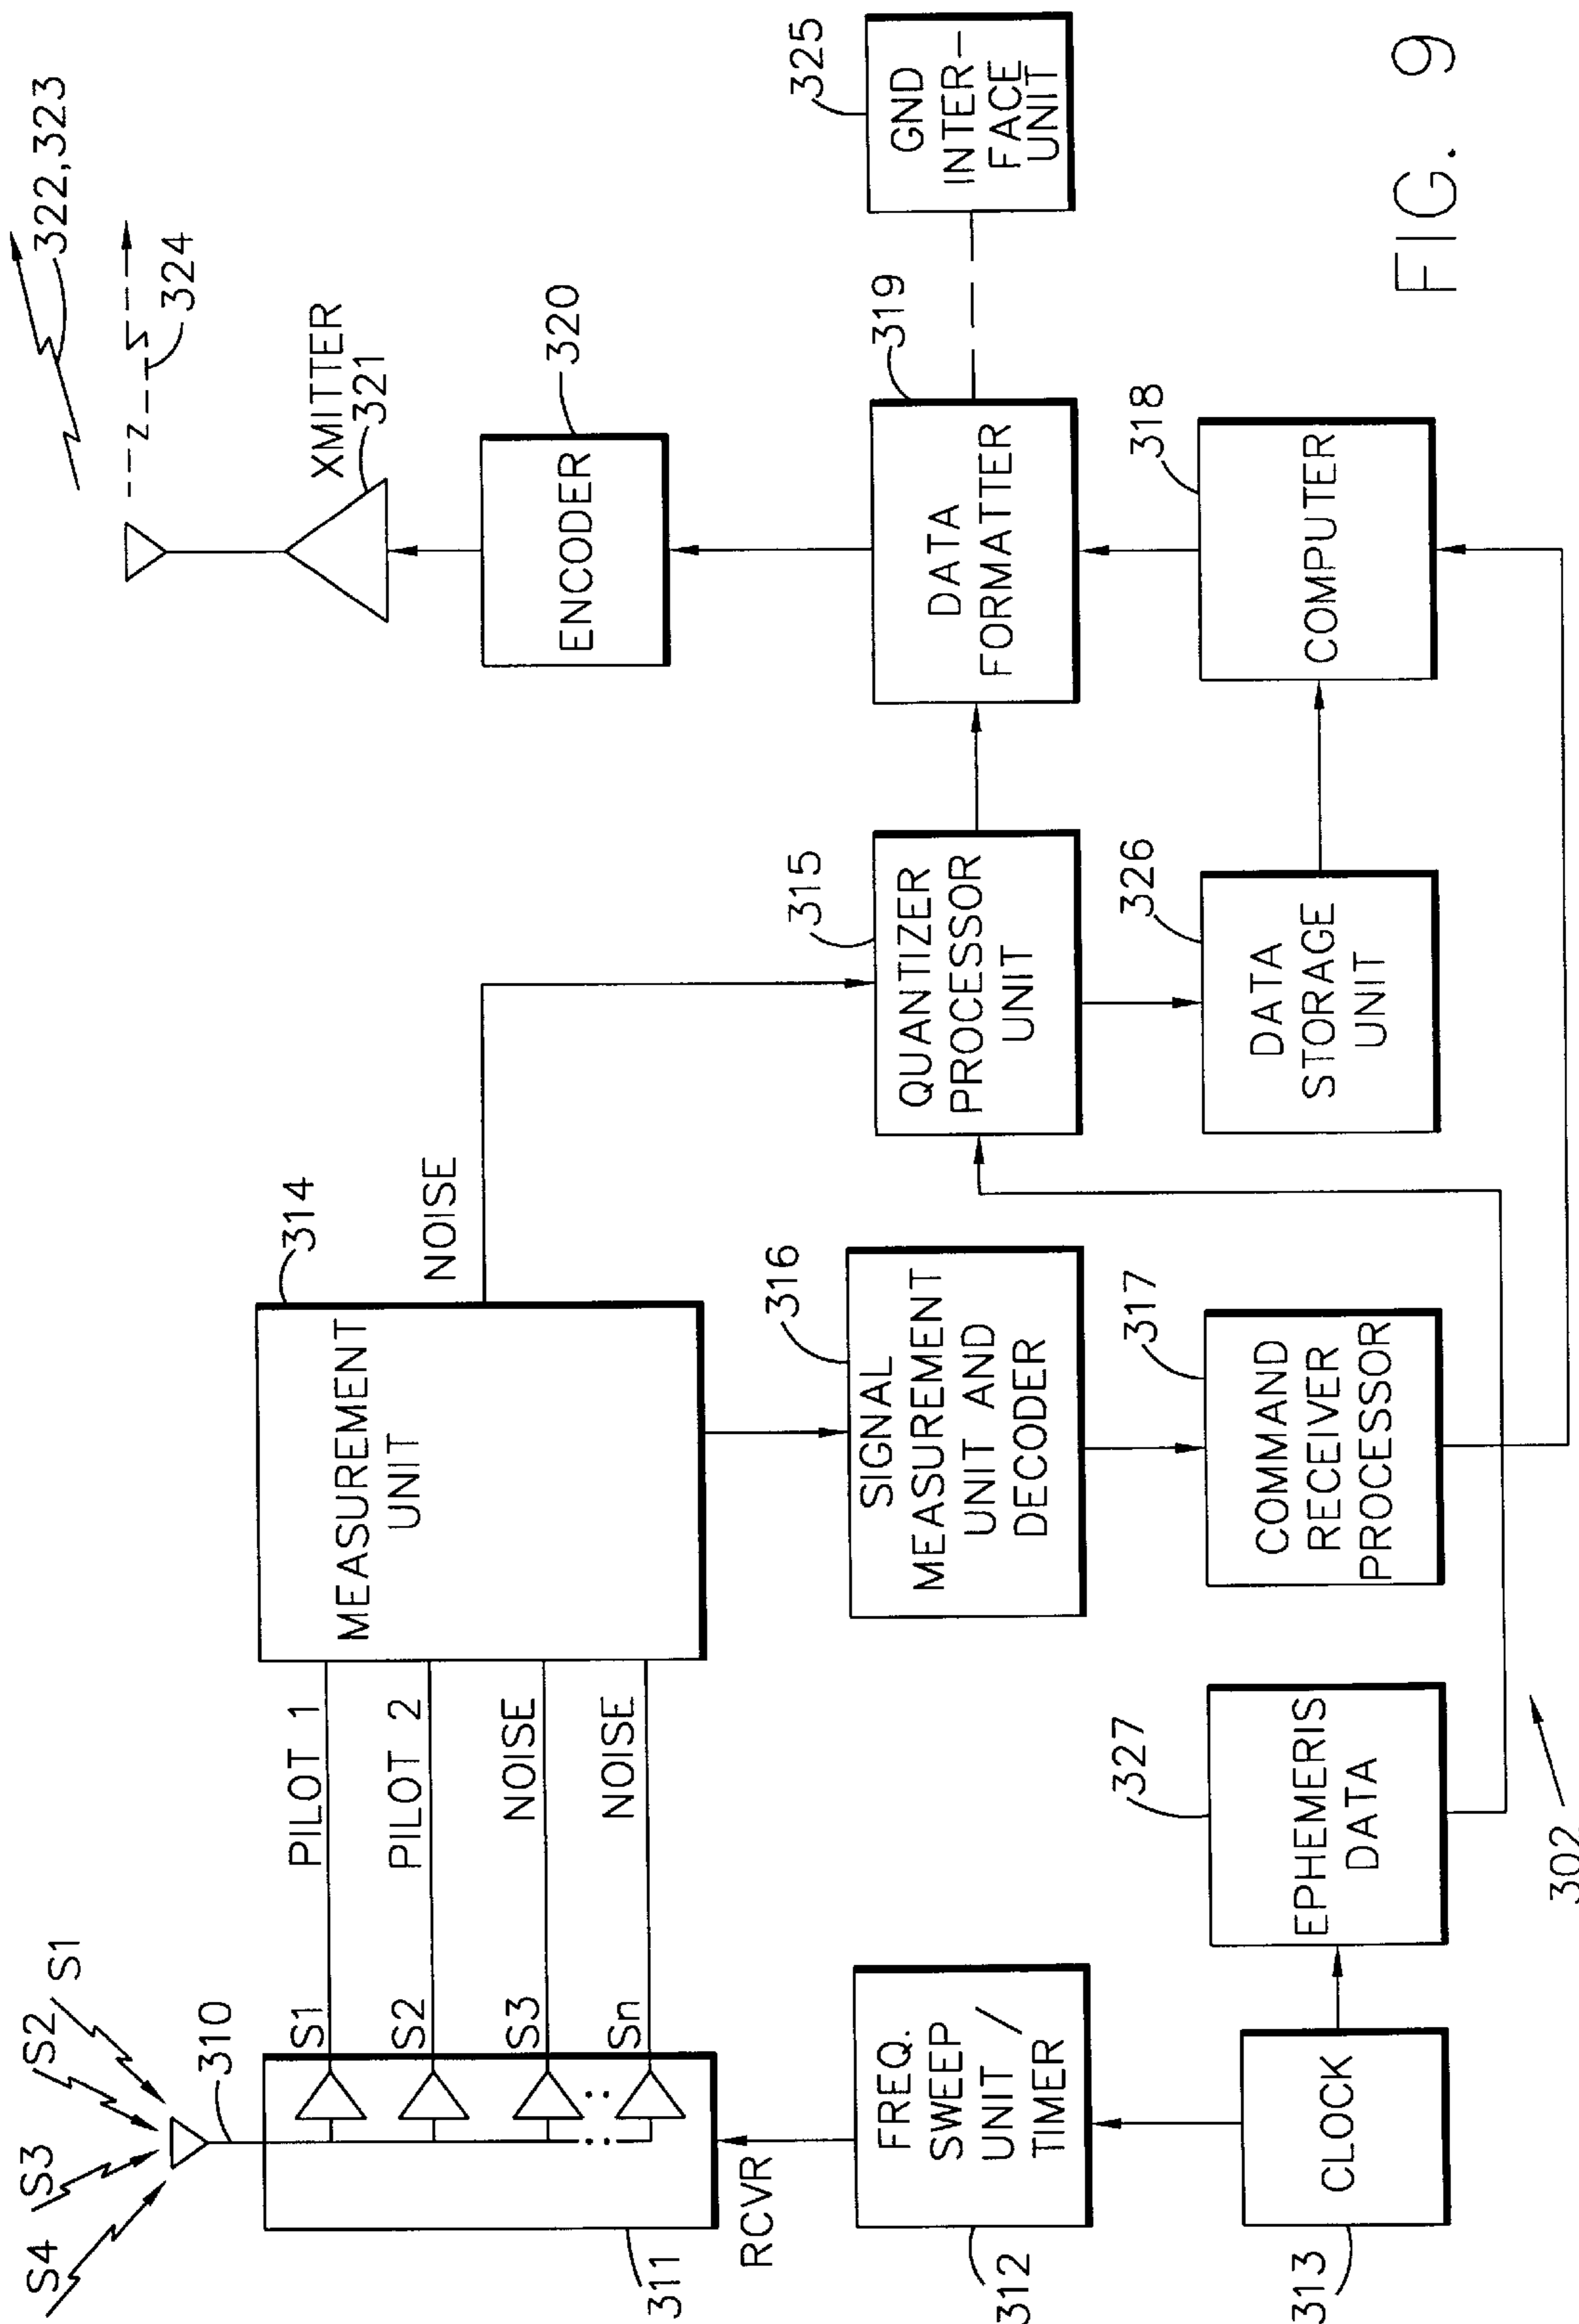 S4
S3
S2
S1
310
311
RCVR
S1
S2
S3
Sn
PILOT 1
PILOT 2
NOISE
NOISE
MEASUREMENT
UNIT
314
NOISE
322,323
324
XMITTER
321
ENCODER
320
FREQ.
SWEEP
UNIT /
TIMER
312
SIGNAL
MEASUREMENT
UNIT AND
DECODER
316
QUANTIZER
PROCESSOR
UNIT
315
DATA
FORMATTER
319
GND
INTER-
FACE
UNIT
325
CLOCK
313
EPHEMERIS
DATA
327
COMMAND
RECEIVER
PROCESSOR
317
DATA
STORAGE
UNIT
326
COMPUTER
318
302
FIG. 9